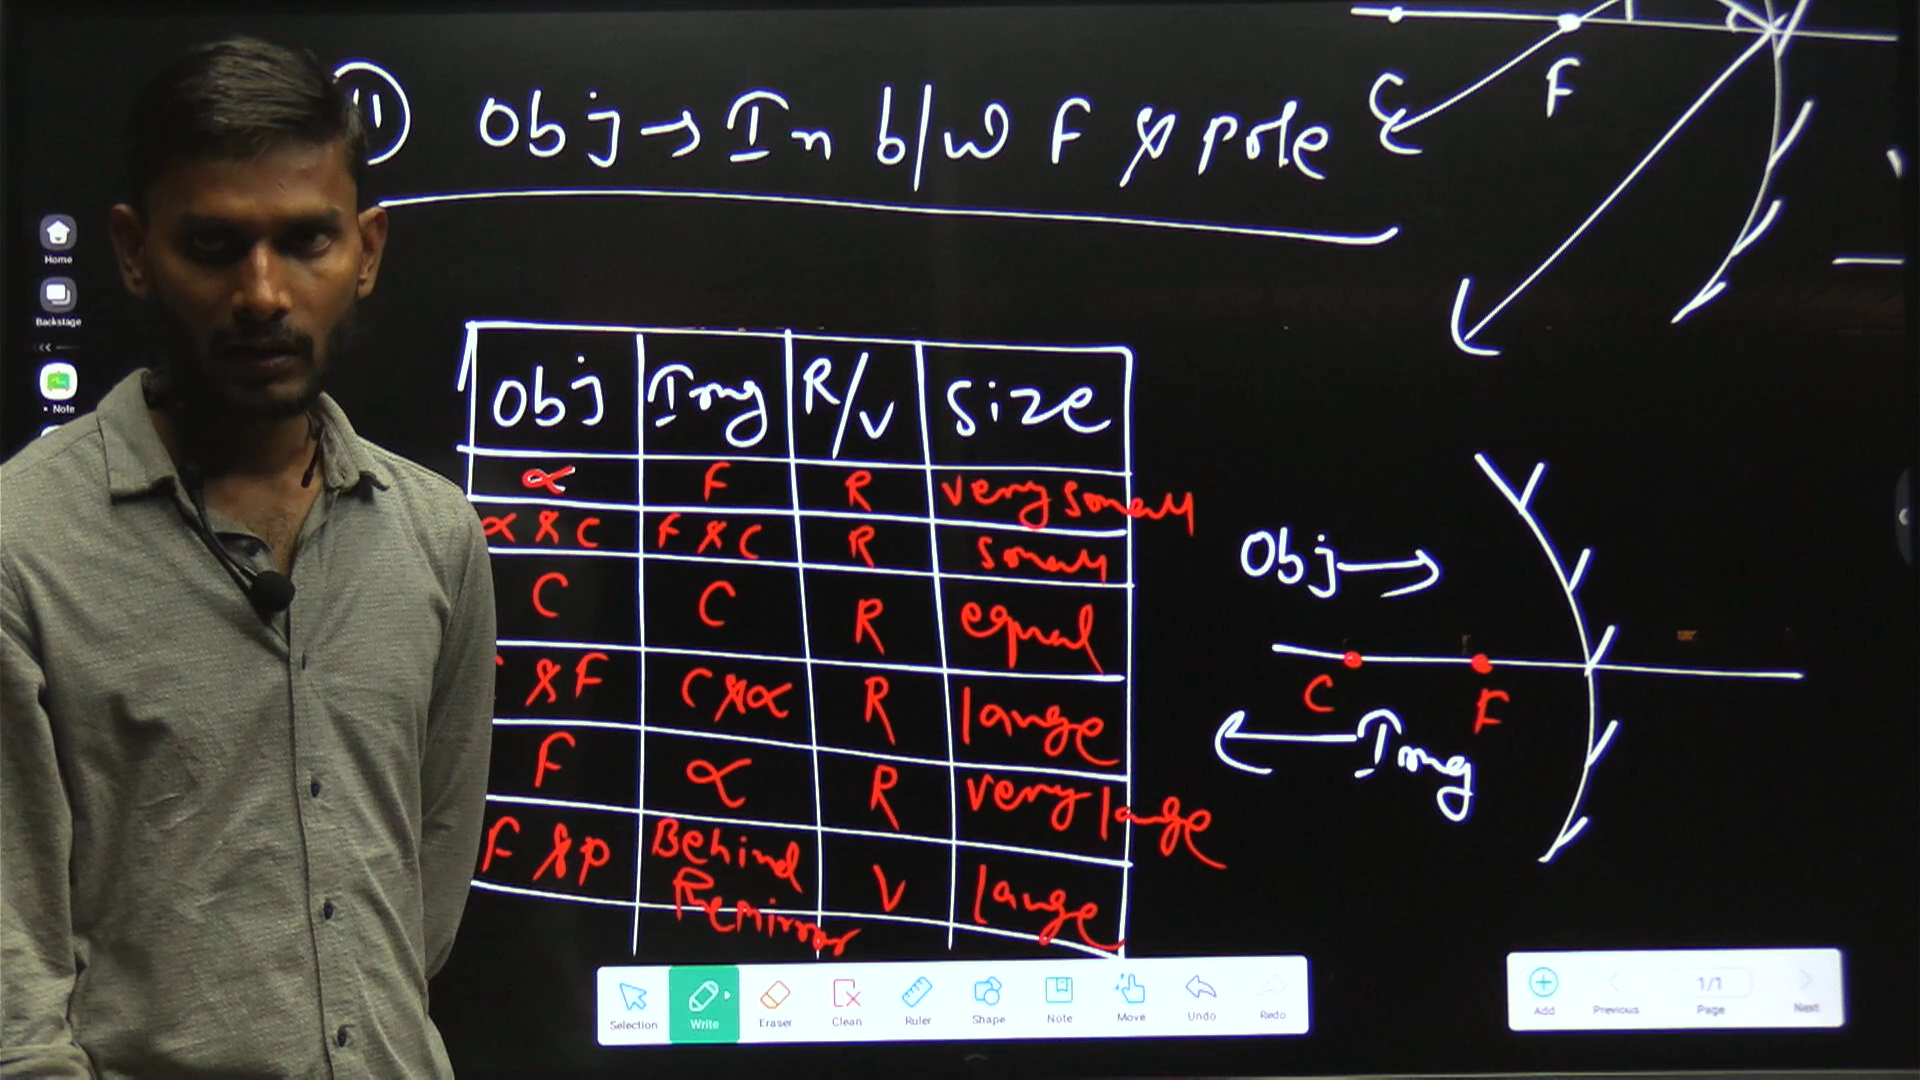 11 Obj → In b/w F & Pole
C
F
Home
Backstage
Note
Obj Img R/V Size
∝ F R very small
∝ & C F & C R small
C C R equal
& F C & ∝ R large
F ∝ R very large
F & P Behind The mirror V large
Obj →
C F
← Img
Selection Write Eraser Clean Ruler Shape Note Move Undo Redo
Add Previous 1/1 Page Next